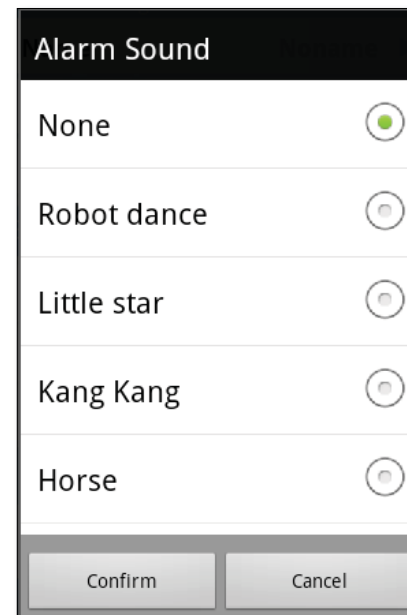 Alarm Sound
None
Robot dance
Little star
Kang Kang
Horse
Confirm Cancel